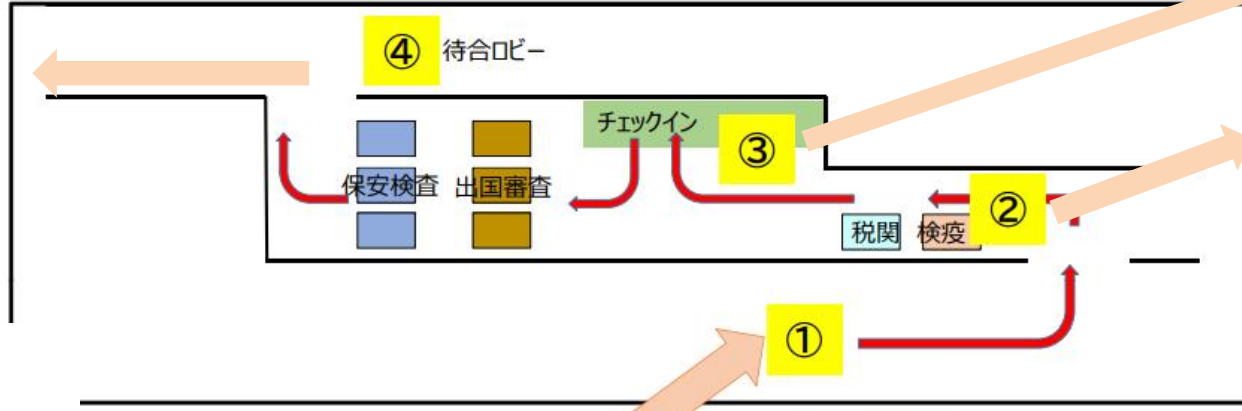 ④ 待合ロビー
チェックイン
③
保安検査 出国審査
②
税関 検疫
①